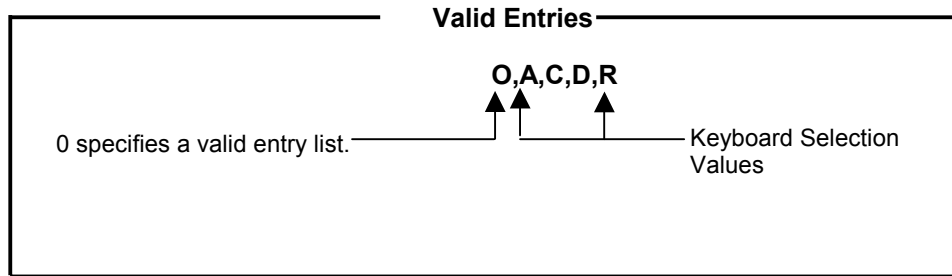 Valid Entries
O,A,C,D,R
0 specifies a valid entry list.
Keyboard Selection
Values